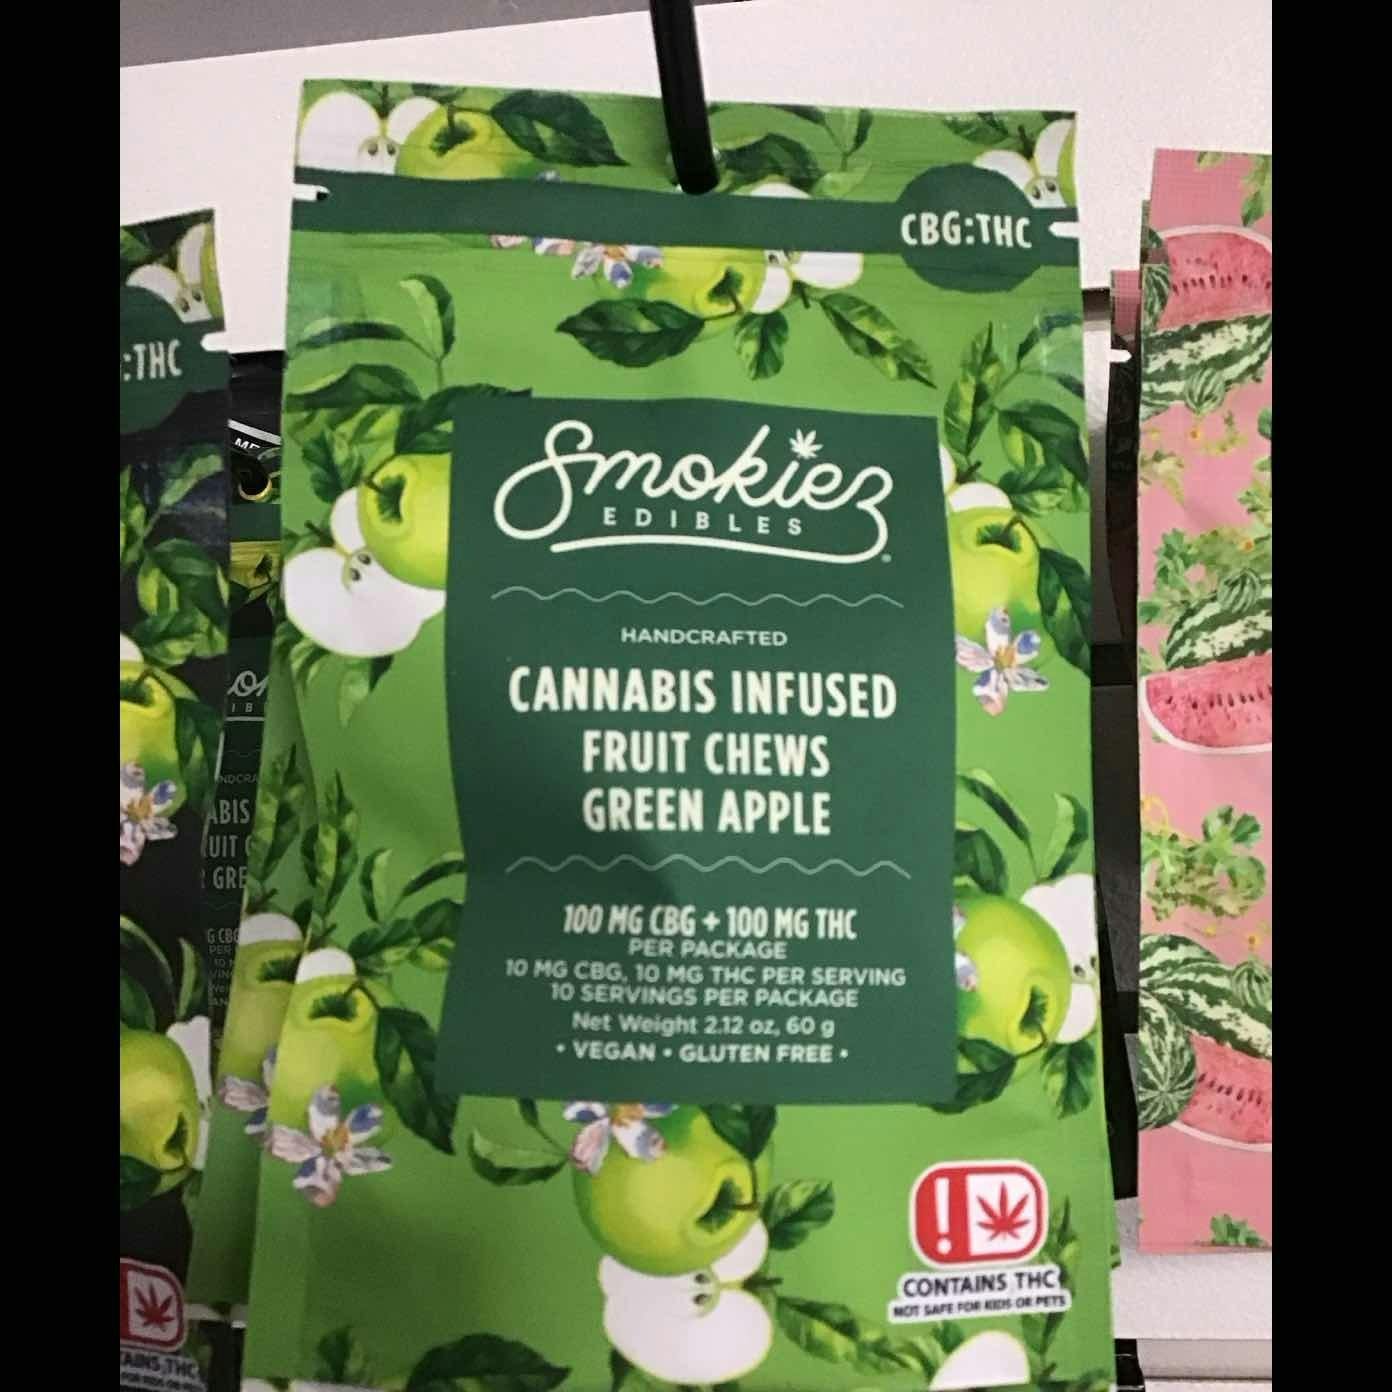 CBG:THC
Smokiez
EDIBLES
HANDCRAFTED
CANNABIS INFUSED
FRUIT CHEWS
GREEN APPLE
100 MG CBG + 100 MG THC
PER PACKAGE
10 MG CBG, 10 MG THC PER SERVING
10 SERVINGS PER PACKAGE
Net Weight 2.12 oz, 60 g
• VEGAN • GLUTEN FREE •
CONTAINS THC
NOT SAFE FOR KIDS OR PETS
:THC